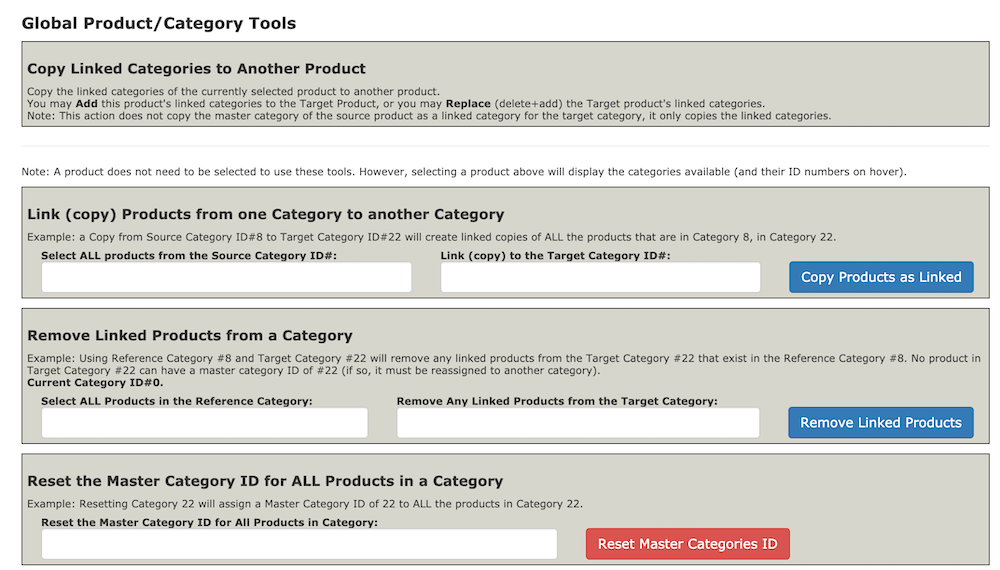 Global Product/Category Tools
Copy Linked Categories to Another Product
Copy the linked categories of the currently selected product to another product.
You may Add this product's linked categories to the Target Product, or you may Replace (delete+add) the Target product's linked categories.
Note: This action does not copy the master category of the source product as a linked category for the target category, it only copies the linked categories.
Note: A product does not need to be selected to use these tools. However, selecting a product above will display the categories available (and their ID numbers on hover).
Link (copy) Products from one Category to another Category
Example: a Copy from Source Category ID#8 to Target Category ID#22 will create linked copies of ALL the products that are in Category 8, in Category 22.
Select ALL products from the Source Category ID#: Link (copy) to the Target Category ID#:
Copy Products as Linked
Remove Linked Products from a Category
Example: Using Reference Category #8 and Target Category #22 will remove any linked products from the Target Category #22 that exist in the Reference Category #8. No product in
Target Category #22 can have a master category ID of #22 (if so, it must be reassigned to another category).
Current Category ID#0.
Select ALL Products in the Reference Category: Remove Any Linked Products from the Target Category:
Remove Linked Products
Reset the Master Category ID for ALL Products in a Category
Example: Resetting Category 22 will assign a Master Category ID of 22 to ALL the products in Category 22.
Reset the Master Category ID for All Products in Category:
Reset Master Categories ID